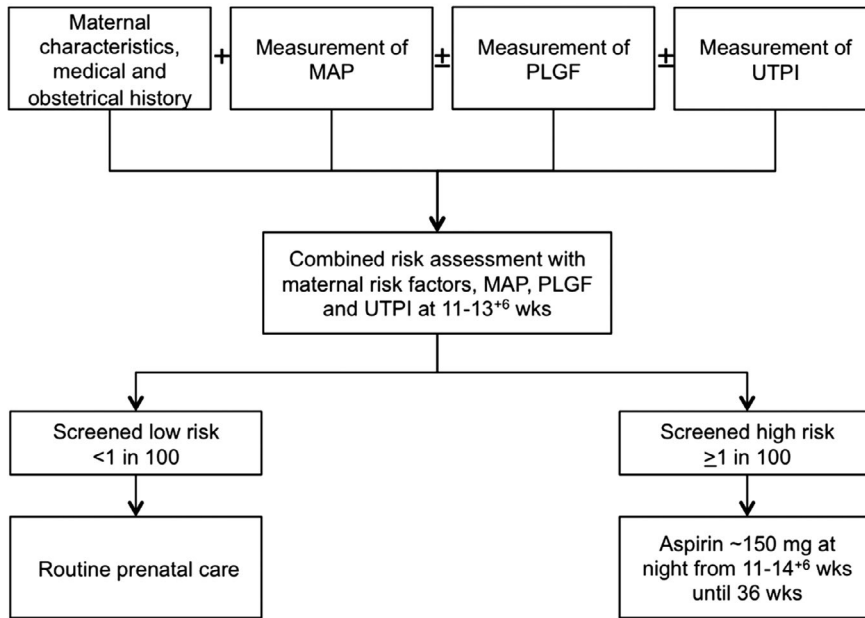 Maternal
characteristics,
medical and
obstetrical history
+
Measurement of
MAP
±
Measurement of
PLGF
±
Measurement of
UTPI
Combined risk assessment with
maternal risk factors, MAP, PLGF
and UTPI at 11-13⁺⁶ wks
Screened low risk
<1 in 100
Screened high risk
≥1 in 100
Routine prenatal care
Aspirin ~150 mg at
night from 11-14⁺⁶ wks
until 36 wks